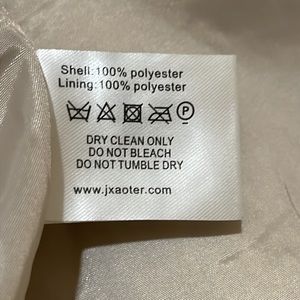 Shell:100% polyester
Lining:100% polyester
P
DRY CLEAN ONLY
DO NOT BLEACH
DO NOT TUMBLE DRY
www.jxaoter.com